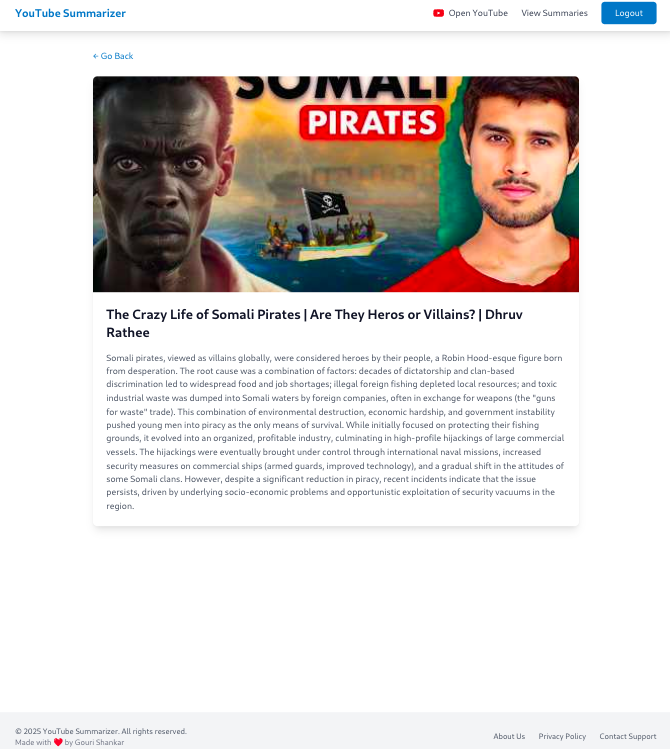 YouTube Summarizer
Open YouTube
View Summaries
Logout
← Go Back
SOMALI
PIRATES
The Crazy Life of Somali Pirates | Are They Heros or Villains? | Dhruv
Rathee
Somali pirates, viewed as villains globally, were considered heroes by their people, a Robin Hood-esque figure born
from desperation. The root cause was a combination of factors: decades of dictatorship and clan-based
discrimination led to widespread food and job shortages; illegal foreign fishing depleted local resources; and toxic
industrial waste was dumped into Somali waters by foreign companies, often in exchange for weapons (the "guns
for waste" trade). This combination of environmental destruction, economic hardship, and government instability
pushed young men into piracy as the only means of survival. While initially focused on protecting their fishing
grounds, it evolved into an organized, profitable industry, culminating in high-profile hijackings of large commercial
vessels. The hijackings were eventually brought under control through international naval missions, increased
security measures on commercial ships (armed guards, improved technology), and a gradual shift in the attitudes of
some Somali clans. However, despite a significant reduction in piracy, recent incidents indicate that the issue
persists, driven by underlying socio-economic problems and opportunistic exploitation of security vacuums in the
region.
© 2025 YouTube Summarizer. All rights reserved.
Made with ❤️ by Gouri Shankar
About Us
Privacy Policy
Contact Support